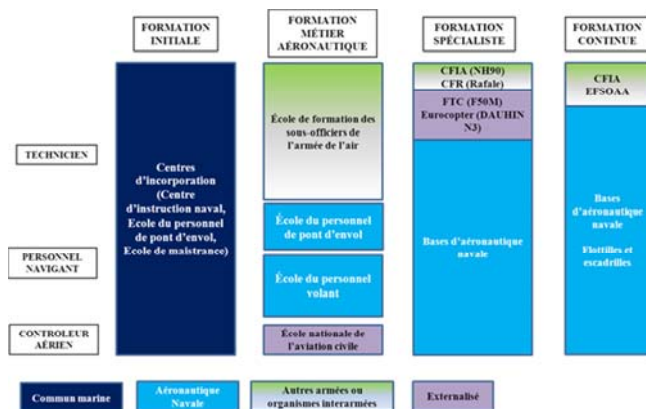 FORMATION
INITIALE
FORMATION
MÉTIER
AÉRONAUTIQUE
FORMATION
SPÉCIALISTE
FORMATION
CONTINUE
TECHNICIEN
PERSONNEL
NAVIGANT
CONTROLEUR
AÉRIEN
Centres
d'incorporation
(Centre
d'instruction naval,
Ecole du personnel
de pont d'envol,
Ecole de maistrance)
École de formation des
sous-officiers de
l'armée de l'air
École du personnel
de pont d'envol
École du personnel
volant
École nationale de
l'aviation civile
CFIA (NH90)
CFR (Rafale)
FTC (F50M)
Eurocopter (DAUHIN
N3)
Bases d'aéronautique
navale
CFIA
EFSOAA
Bases
d'aéronautique
navale
Flottilles et
escadrilles
Commun marine
Aéronautique
Navale
Autres armées ou
organismes interarmées
Externalisé